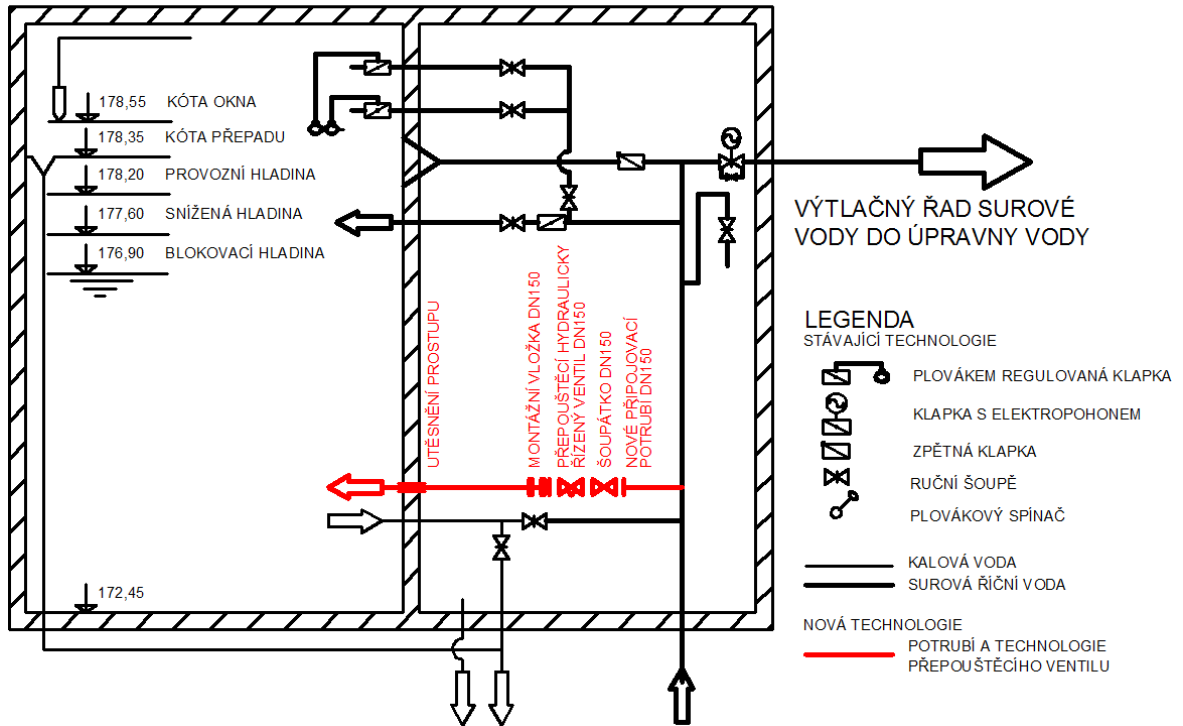 178,55 KÓTA OKNA
178,35 KÓTA PŘEPADU
178,20 PROVOZNÍ HLADINA
177,60 SNÍŽENÁ HLADINA
176,90 BLOKOVACÍ HLADINA
172,45
UTĚSNĚNÍ PROSTUPU
MONTÁŽNÍ VLOŽKA DN150
PŘEPOUŠTĚCÍ HYDRAULICKY
ŘÍZENÝ VENTIL DN150
ŠOUPÁTKO DN150
NOVÉ PŘIPOJOVACÍ
POTRUBÍ DN150
VÝTLAČNÝ ŘAD SUROVÉ
VODY DO ÚPRAVNY VODY
LEGENDA
STÁVAJÍCÍ TECHNOLOGIE
PLOVÁKEM REGULOVANÁ KLAPKA
KLAPKA S ELEKTROPOHONEM
ZPĚTNÁ KLAPKA
RUČNÍ ŠOUPĚ
PLOVÁKOVÝ SPÍNAČ
KALOVÁ VODA
SUROVÁ ŘÍČNÍ VODA
NOVÁ TECHNOLOGIE
POTRUBÍ A TECHNOLOGIE
PŘEPOUŠTĚCÍHO VENTILU